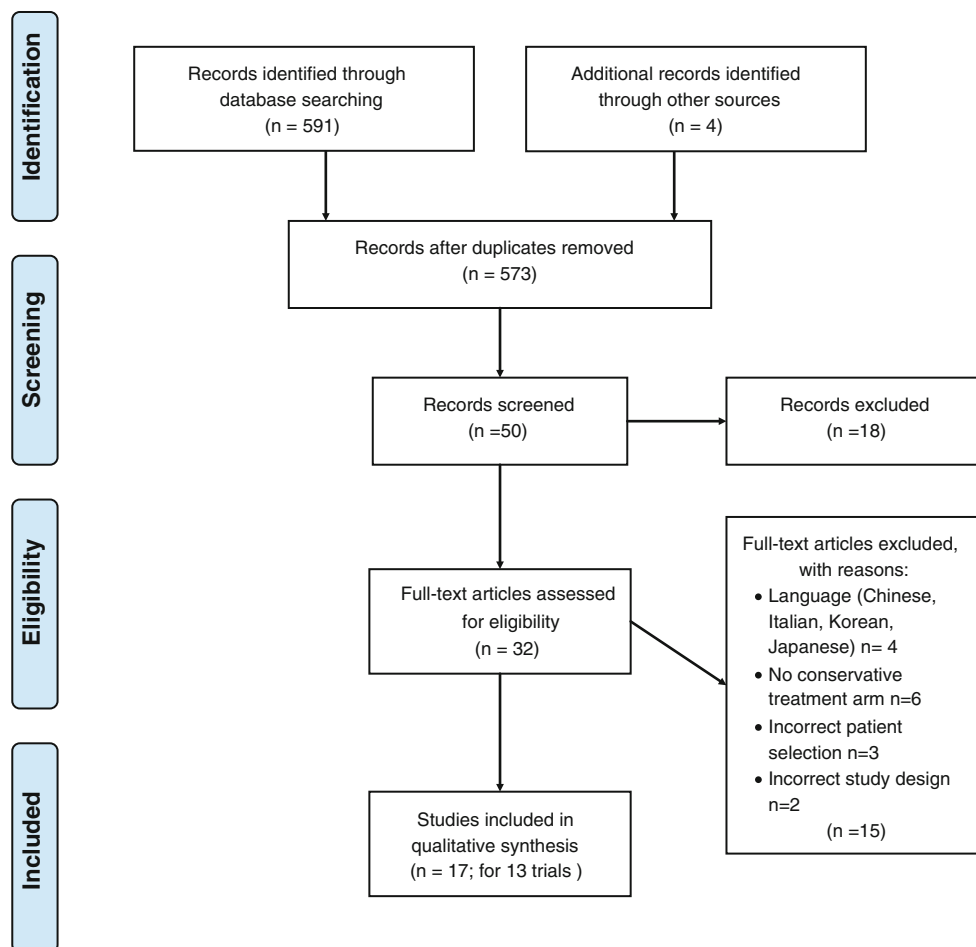 Identification
Records identified through
database searching
(n = 591)
Additional records identified
through other sources
(n = 4)
Screening
Records after duplicates removed
(n = 573)
Records screened
(n =50)
Records excluded
(n =18)
Eligibility
Full-text articles assessed
for eligibility
(n = 32)
Full-text articles excluded,
with reasons:
• Language (Chinese,
Italian, Korean,
Japanese) n= 4
• No conservative
treatment arm n=6
• Incorrect patient
selection n=3
• Incorrect study design
n=2
(n =15)
Included
Studies included in
qualitative synthesis
(n = 17; for 13 trials )